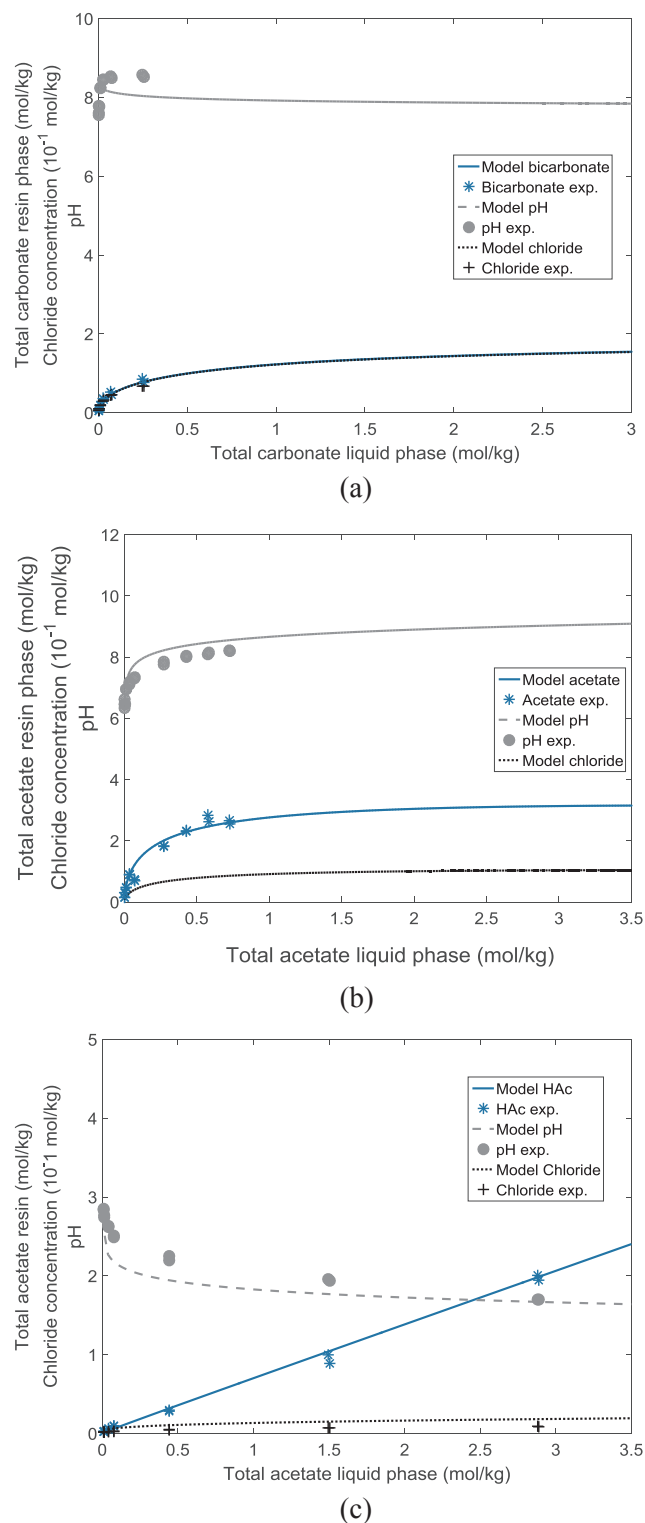 Total carbonate resin phase (mol/kg)
Chloride concentration (10-1 mol/kg)
pH
10
8
6
4
2
0
Model bicarbonate
Bicarbonate exp.
Model pH
pH exp.
Model chloride
Chloride exp.
0 0.5 1 1.5 2 2.5 3
Total carbonate liquid phase (mol/kg)
(a)
Total acetate resin phase (mol/kg)
Chloride concentration (10-1 mol/kg)
pH
12
10
8
6
4
2
0
Model acetate
Acetate exp.
Model pH
pH exp.
Model chloride
0 0.5 1 1.5 2 2.5 3 3.5
Total acetate liquid phase (mol/kg)
(b)
Total acetate resin (mol/kg)
Chloride concentration (10-1 mol/kg)
pH
5
4
3
2
1
0
Model HAc
HAc exp.
Model pH
pH exp.
Model Chloride
Chloride exp.
0 0.5 1 1.5 2 2.5 3 3.5
Total acetate liquid phase (mol/kg)
(c)